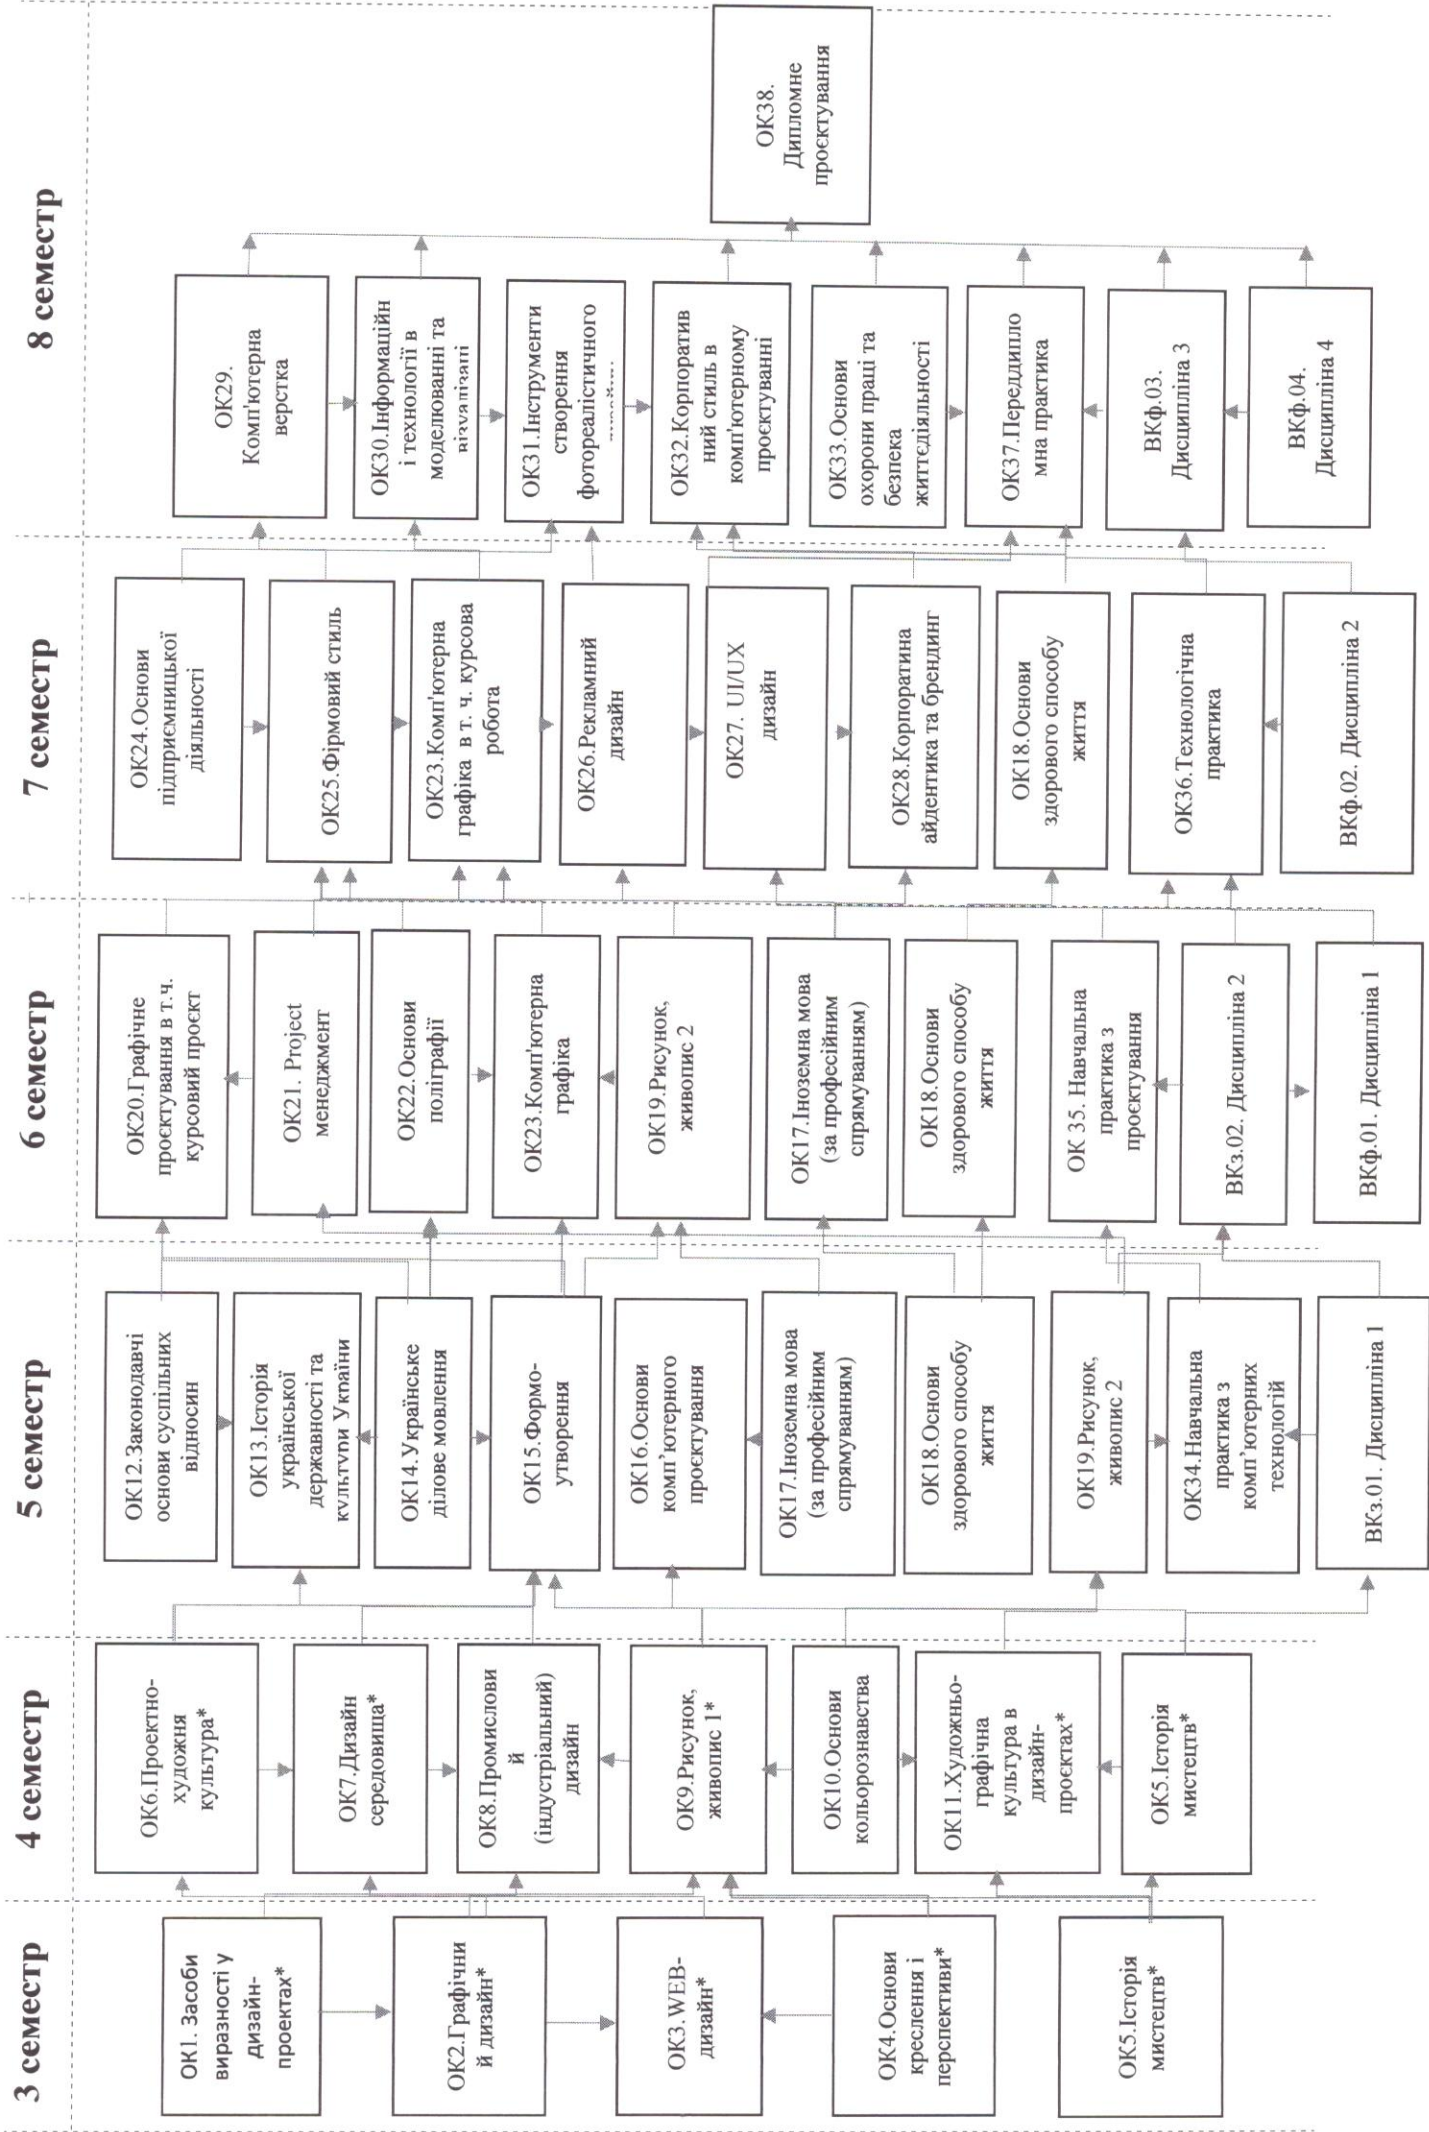 3 семестр
ОК1. Засоби
виразності у
дизайн-
проектах*
ОК2.Графічни
й дизайн*
ОК3.WEB-
дизайн*
ОК4.Основи
креслення і
перспективи*
ОК5.Історія
мистецтв*
4 семестр
ОК6.Проектно-
художня
культура*
ОК7.Дизайн
середовища*
ОК8.Промислови
й
(індустріальний)
дизайн
ОК9.Рисунок,
живопис 1*
ОК10.Основи
кольорознавства
ОК11.Художньо-
графічна
культура в
дизайн-
проєктах*
ОК5.Історія
мистецтв*
5 семестр
ОК12.Законодавчі
основи суспільних
відносин
ОК13.Історія
української
державності та
культури України
ОК14.Українське
ділове мовлення
ОК15.Формо-
утворення
ОК16.Основи
комп’ютерного
проєктування
ОК17.Іноземна мова
(за професійним
спрямуванням)
ОК18.Основи
здорового способу
життя
ОК19.Рисунок,
живопис 2
ОК34.Навчальна
практика з
комп’ютерних
технологій
ВКз.01. Дисципліна 1
6 семестр
ОК20.Графічне
проєктування в т.ч.
курсовий проєкт
ОК21. Project
менеджмент
ОК22.Основи
поліграфії
ОК23.Комп'ютерна
графіка
ОК19.Рисунок,
живопис 2
ОК17.Іноземна мова
(за професійним
спрямуванням)
ОК18.Основи
здорового способу
життя
ОК 35. Навчальна
практика з
проєктування
ВКз.02. Дисципліна 2
ВКф.01. Дисципліна 1
7 семестр
ОК24.Основи
підприємницької
діяльності
ОК25.Фірмовий стиль
ОК23.Комп'ютерна
графіка в т. ч. курсова
робота
ОК26.Рекламний
дизайн
ОК27. UI/UX
дизайн
ОК28.Корпоратина
айдентика та брендинг
ОК18.Основи
здорового способу
життя
ОК36.Технологічна
практика
ВКф.02. Дисципліна 2
8 семестр
ОК29.
Комп'ютерна
верстка
ОК30.Інформаційн
і технології в
моделюванні та
візуалізації
ОК31.Інструменти
створення
фотореалістичного
ОК32.Корпоратив
ний стиль в
комп'ютерному
проєктуванні
ОК33.Основи
охорони праці та
безпека
життєдіяльності
ОК37.Переддипло
мна практика
ВКф.03.
Дисципліна 3
ВКф.04.
Дисципліна 4
ОК38.
Дипломне
проєктування